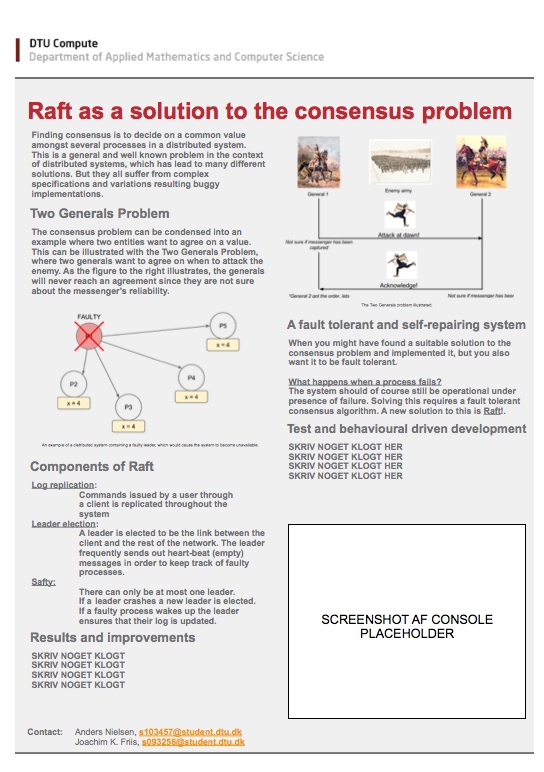 DTU Compute
Department of Applied Mathematics and Computer Science
Raft as a solution to the consensus problem
Finding consensus is to decide on a common value
amongst several processes in a distributed system.
This is a general and well known problem in the context
of distributed systems, which has lead to many different
solutions. But they all suffer from complex
specifications and variations resulting buggy
implementations.
Two Generals Problem
The consensus problem can be condensed into an
example where two entities want to agree on a value.
This can be illustrated with the Two Generals Problem,
where two generals want to agree on when to attack the
enemy. As the figure to the right illustrates, the generals
will never reach an agreement since they are not sure
about the messenger's reliability.
FAULTY
P5
x = 4
P4
x = 4
P2
x = 4
P3
x = 4
An example of a distributed system containing a faulty leader, which would cause the system to become unavailable.
Components of Raft
Log replication:
Commands issued by a user through
a client is replicated throughout the
system
Leader election:
A leader is elected to be the link between the
client and the rest of the network. The leader
frequently sends out heart-beat (empty)
messages in order to keep track of faulty
processes.
Safty:
There can only be at most one leader.
If a leader crashes a new leader is elected.
If a faulty process wakes up the leader
ensures that their log is updated.
Results and improvements
SKRIV NOGET KLOGT
SKRIV NOGET KLOGT
SKRIV NOGET KLOGT
SKRIV NOGET KLOGT
General 1
Enemy army
General 2
Attack at dawn!
Not sure if messenger has been
captured
Acknowledge!
"General 2 got the order, lets
Not sure if messenger has been
The Two Generals problem illustrated
A fault tolerant and self-repairing system
When you might have found a suitable solution to the
consensus problem and implemented it, but you also
want it to be fault tolerant.
What happens when a process fails?
The system should of course still be operational under
presence of failure. Solving this requires a fault tolerant
consensus algorithm. A new solution to this is Raft!.
Test and behavioural driven development
SKRIV NOGET KLOGT HER
SKRIV NOGET KLOGT HER
SKRIV NOGET KLOGT HER
SKRIV NOGET KLOGT HER
SCREENSHOT AF CONSOLE
PLACEHOLDER
Contact: Anders Nielsen, s103457@student.dtu.dk
Joachim K. Friis, s093256@student.dtu.dk